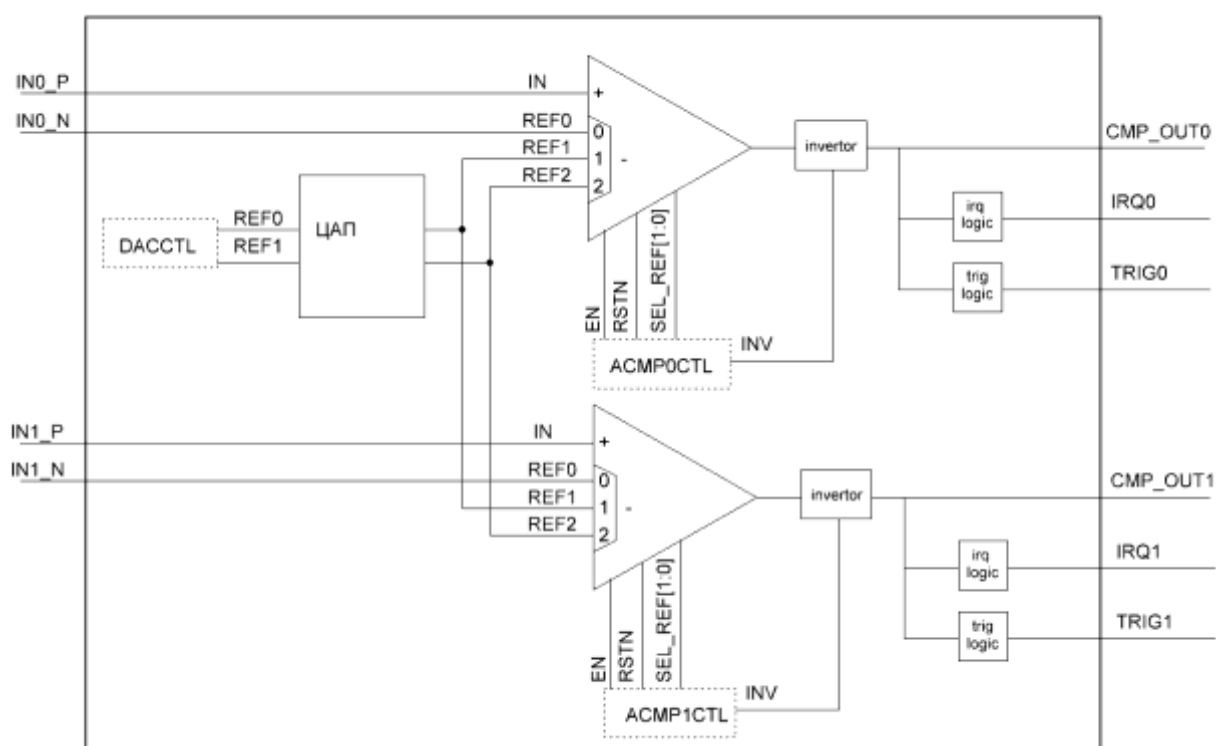 IN0_P IN CMP_OUT0
+
IN0_N REF0 0 invertor
REF1 1 -
REF2 2
IRQ0
irq
logic
REF0 ЦАП
DACCTL
REF1
TRIG0
trig
logic
EN RSTN SEL_REF[1:0]
INV
ACMP0CTL
IN1_P IN
+
IN1_N REF0 0 CMP_OUT1
REF1 1 - invertor
REF2 2
IRQ1
irq
logic
TRIG1
trig
logic
EN RSTN SEL_REF[1:0]
INV
ACMP1CTL